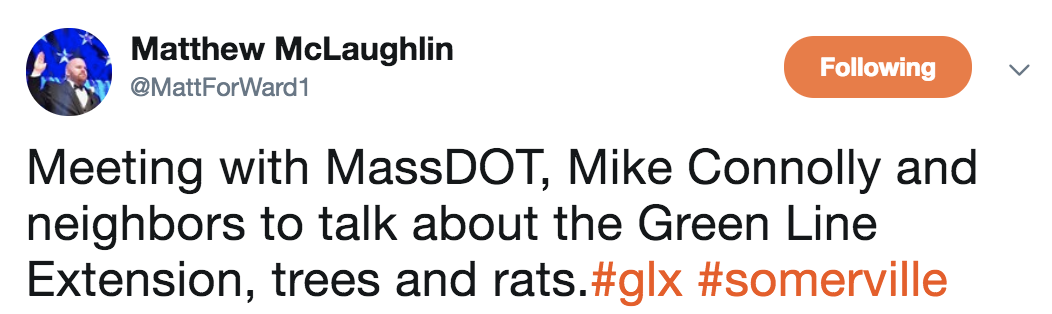 Matthew McLaughlin
@MattForWard1
Following
Meeting with MassDOT, Mike Connolly and
neighbors to talk about the Green Line
Extension, trees and rats.#glx #somerville